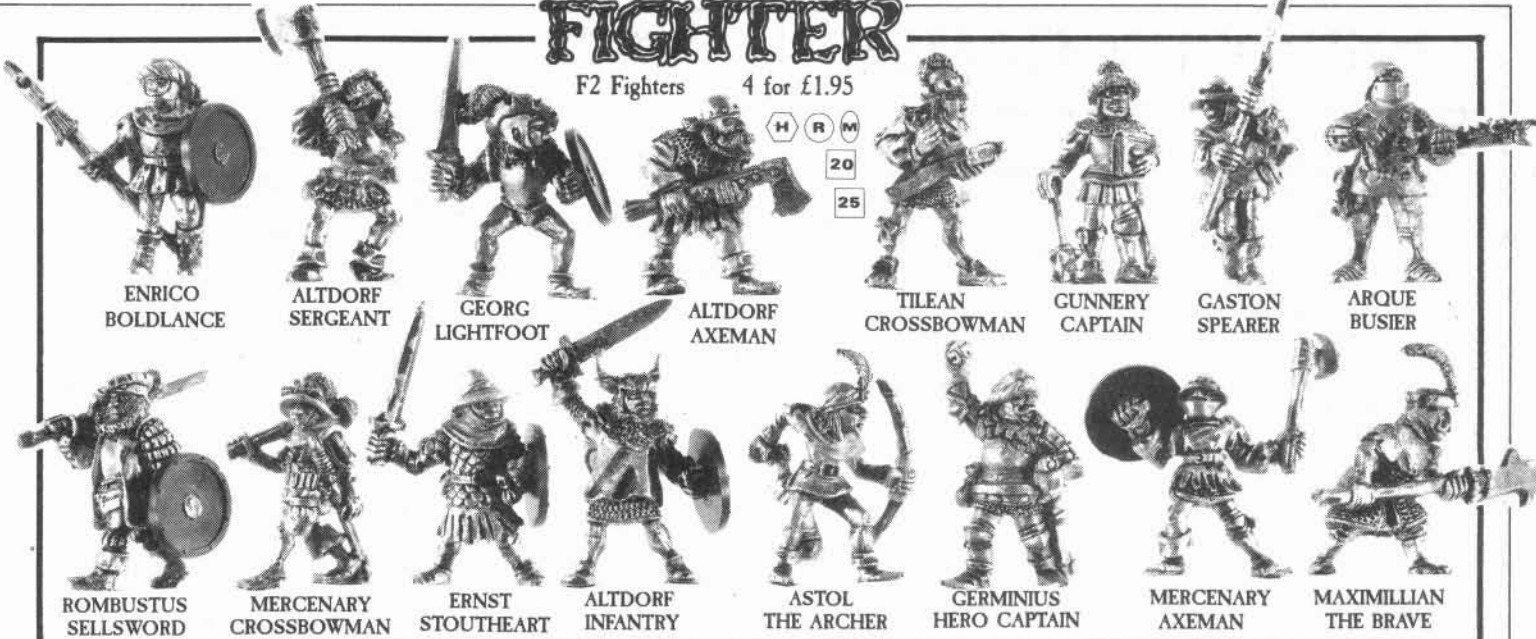 FIGHTER
F2 Fighters 4 for £1.95
H R M
20
25
ENRICO
BOLDLANCE
ALTDORF
SERGEANT
GEORG
LIGHTFOOT
ALTDORF
AXEMAN
TILEAN
CROSSBOWMAN
GUNNERY
CAPTAIN
GASTON
SPEARER
ARQUE
BUSIER
ROMBUSTUS
SELLSWORD
MERCENARY
CROSSBOWMAN
ERNST
STOUTHEART
ALTDORF
INFANTRY
ASTOL
THE ARCHER
GERMINIUS
HERO CAPTAIN
MERCENARY
AXEMAN
MAXIMILLIAN
THE BRAVE